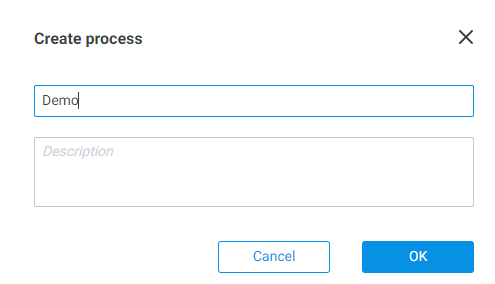 Create process
Demo
Description
Cancel
OK